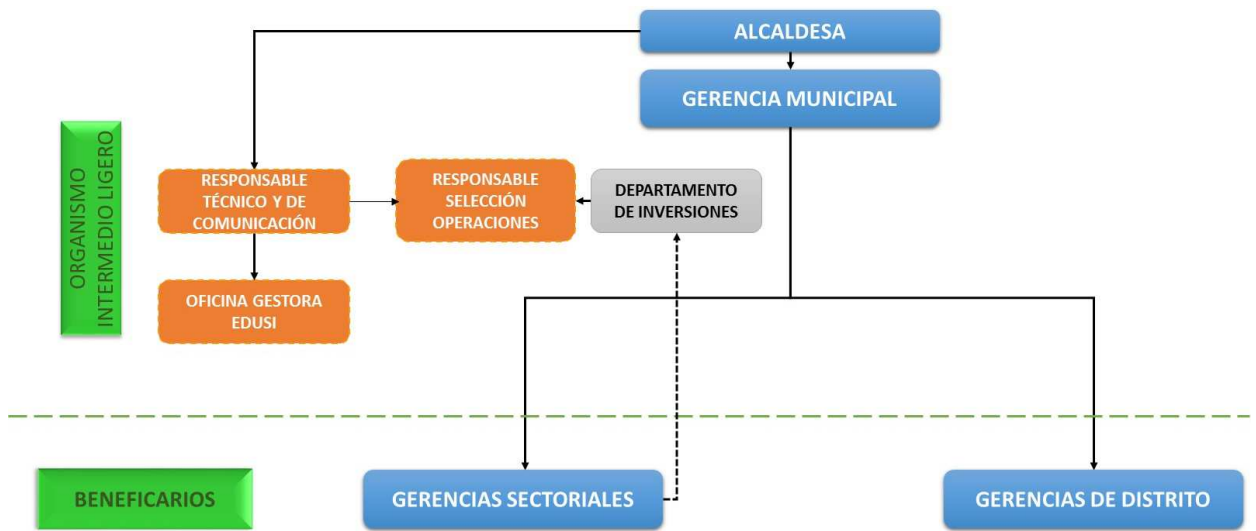 ALCALDESA
GERENCIA MUNICIPAL
ORGANISMO
INTERMEDIO LIGERO
RESPONSABLE
TÉCNICO Y DE
COMUNICACIÓN
RESPONSABLE
SELECCIÓN
OPERACIONES
DEPARTAMENTO
DE INVERSIONES
OFICINA GESTORA
EDUSI
BENEFICARIOS
GERENCIAS SECTORIALES
GERENCIAS DE DISTRITO